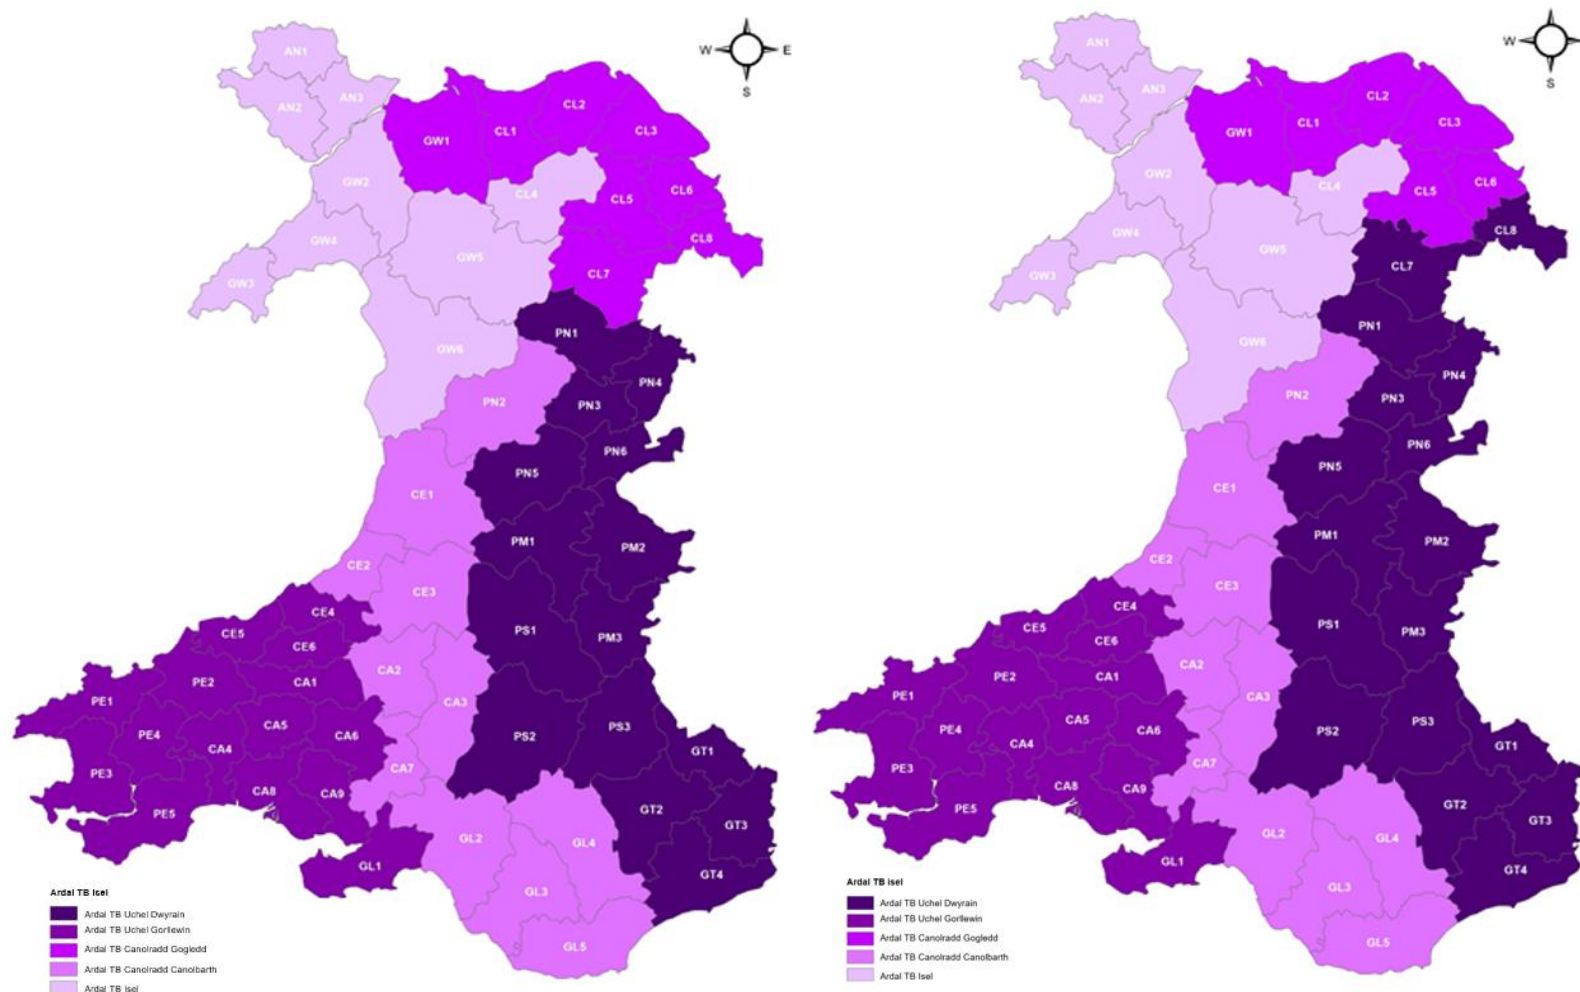 AN1
AN2
AN3
W
E
S
GW1
CL1
CL2
CL3
GW2
CL4
CL5
CL6
GW4
GW5
CL8
GW3
CL7
PN1
GW6
PN4
PN2
PN3
PN6
PN5
CE1
PM1
PM2
CE2
CE3
CE4
CE5
CE6
PS1
PM3
CA2
CA1
PE2
PE1
CA3
CA5
PE4
CA4
CA6
PS2
PS3
GT1
PE3
CA7
CA8
CA9
PE5
GT2
GT3
GL2
GL4
GL1
GT4
GL3
GL5
Ardal TB Isel
Ardal TB Uchel Dwyrain
Ardal TB Uchel Gorllewin
Ardal TB Canolradd Gogledd
Ardal TB Canolradd Canolbarth
Ardal TB Isel
AN1
AN2
AN3
W
S
GW1
CL1
CL2
CL3
GW2
CL4
CL5
CL6
GW4
GW5
CL8
GW3
CL7
PN1
GW6
PN4
PN2
PN3
PN6
PN5
CE1
PM1
PM2
CE2
CE3
CE4
CE5
CE6
PS1
PM3
CA2
CA1
PE2
PE1
CA3
CA5
PE4
CA4
CA6
PS2
PS3
GT1
PE3
CA7
CA8
CA9
PE5
GT2
GT3
GL2
GL4
GL1
GT4
GL3
GL5
Ardal TB isel
Ardal TB Uchel Dwyrain
Ardal TB Uchel Gorllewin
Ardal TB Canolradd Gogledd
Ardal TB Canolradd Canolbarth
Ardal TB Isel